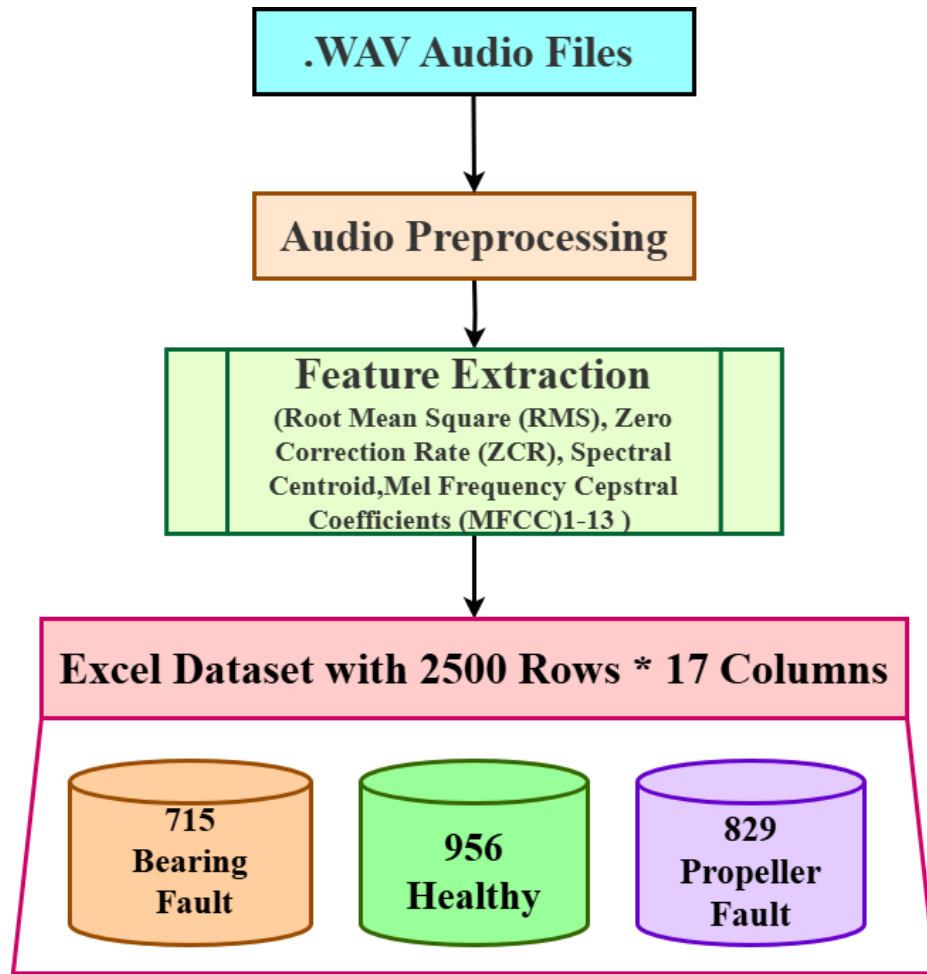 .WAV Audio Files
Audio Preprocessing
Feature Extraction
(Root Mean Square (RMS), Zero
Correction Rate (ZCR), Spectral
Centroid,Mel Frequency Cepstral
Coefficients (MFCC)1-13 )
Excel Dataset with 2500 Rows * 17 Columns
715
Bearing
Fault
956
Healthy
829
Propeller
Fault